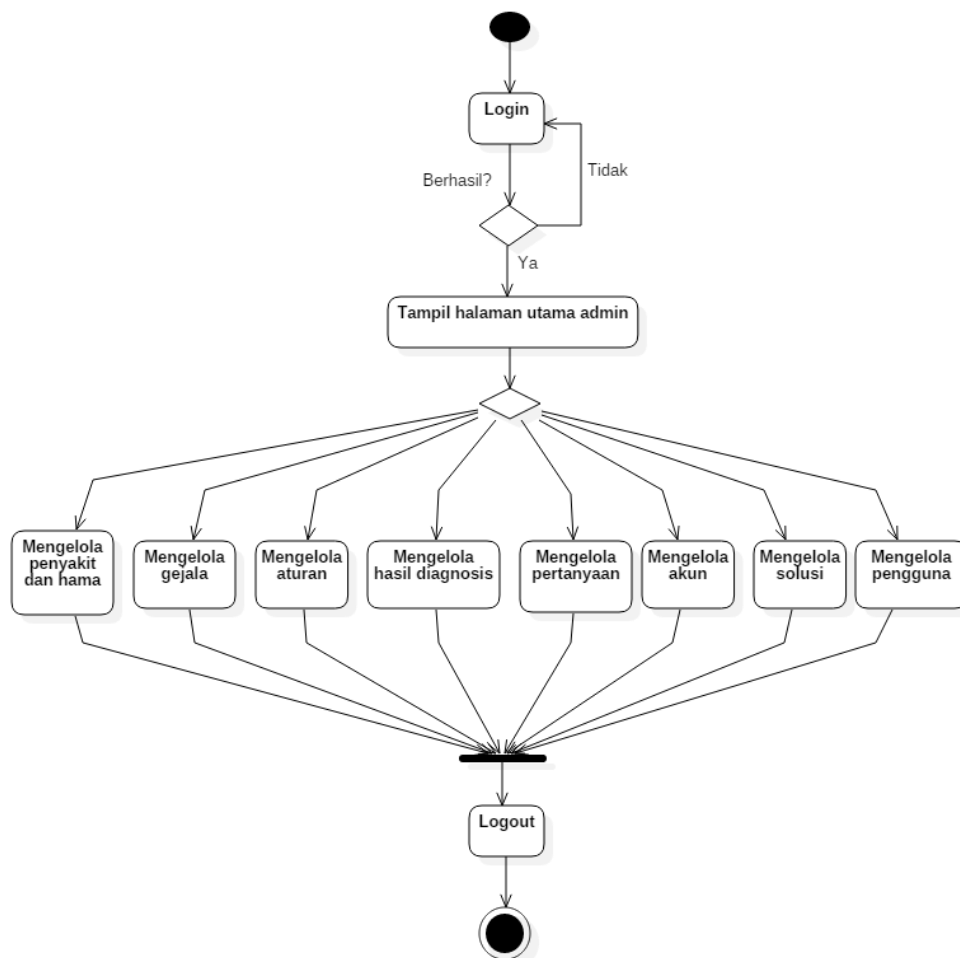 Login
Berhasil?
Tidak
Ya
Tampil halaman utama admin
Mengelola
penyakit
dan hama
Mengelola
gejala
Mengelola
aturan
Mengelola
hasil diagnosis
Mengelola
pertanyaan
Mengelola
akun
Mengelola
solusi
Mengelola
pengguna
Logout